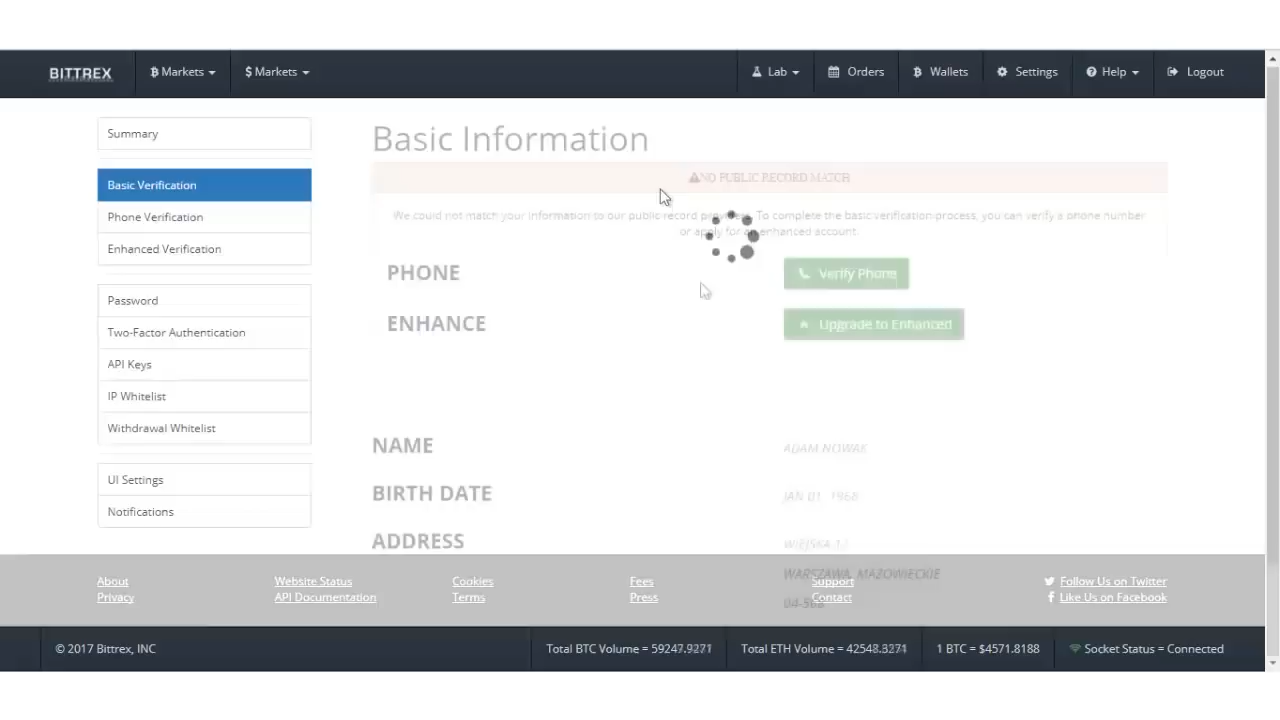 BITTREX
Markets
$ Markets
Lab
Orders
Wallets
Settings
Help
Logout
Summary
Basic Verification
Phone Verification
Enhanced Verification
Password
Two-Factor Authentication
API Keys
IP Whitelist
Withdrawal Whitelist
UI Settings
Notifications
Basic Information
NO PUBLIC RECORD MATCH
We could not match your information to our public record providers. To complete the basic verification process, you can verify a phone number
or apply for an enhanced account.
PHONE
Verify Phone
ENHANCE
Upgrade to Enhanced
NAME
ADAM NOWAK
BIRTH DATE
JAN 01, 1968
ADDRESS
WIEJSKA
WARSZAWA, MAZOWIECKIE
About
Website Status
Cookies
Fees
Support
Follow Us on Twitter
Privacy
API Documentation
Terms
Press
Contact
Like Us on Facebook
© 2017 Bittrex, INC
Total BTC Volume = 59247.9271
Total ETH Volume = 42548.3271
1 BTC = $4571.8188
Socket Status = Connected